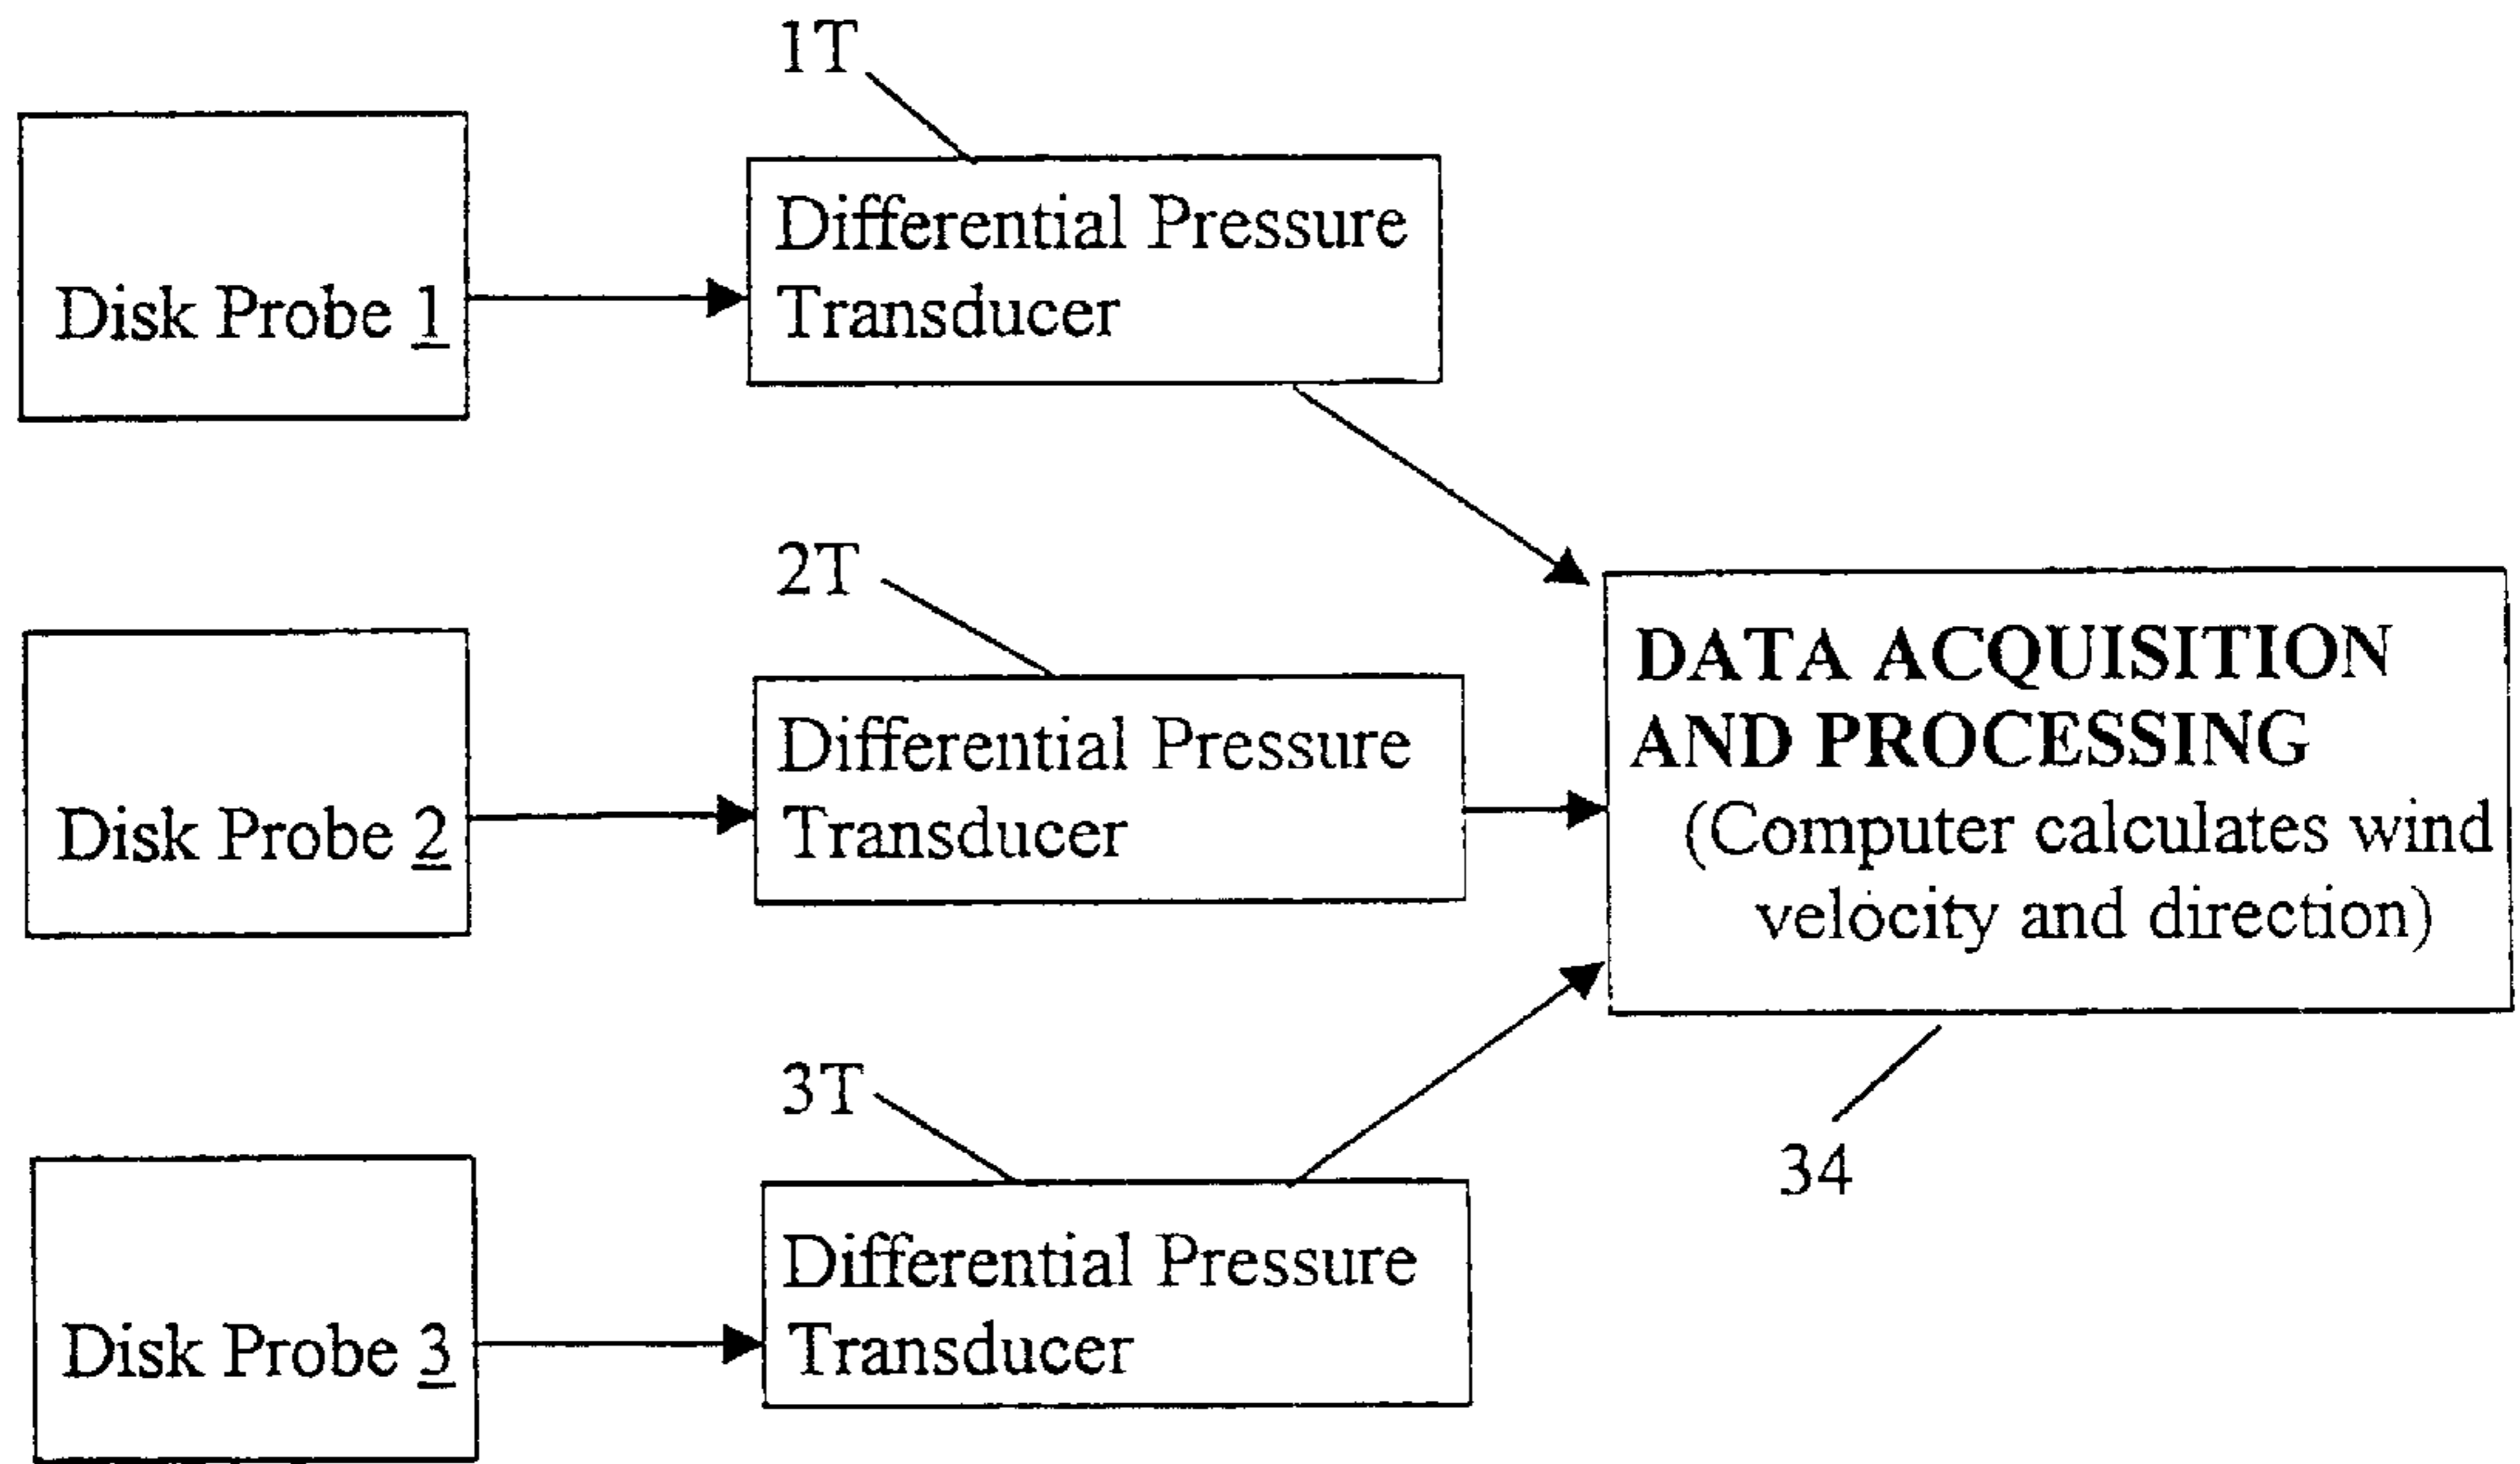 1T
Disk Probe 1
Differential Pressure
Transducer
2T
Disk Probe 2
Differential Pressure
Transducer
DATA ACQUISITION
AND PROCESSING
(Computer calculates wind
velocity and direction)
3T
34
Disk Probe 3
Differential Pressure
Transducer